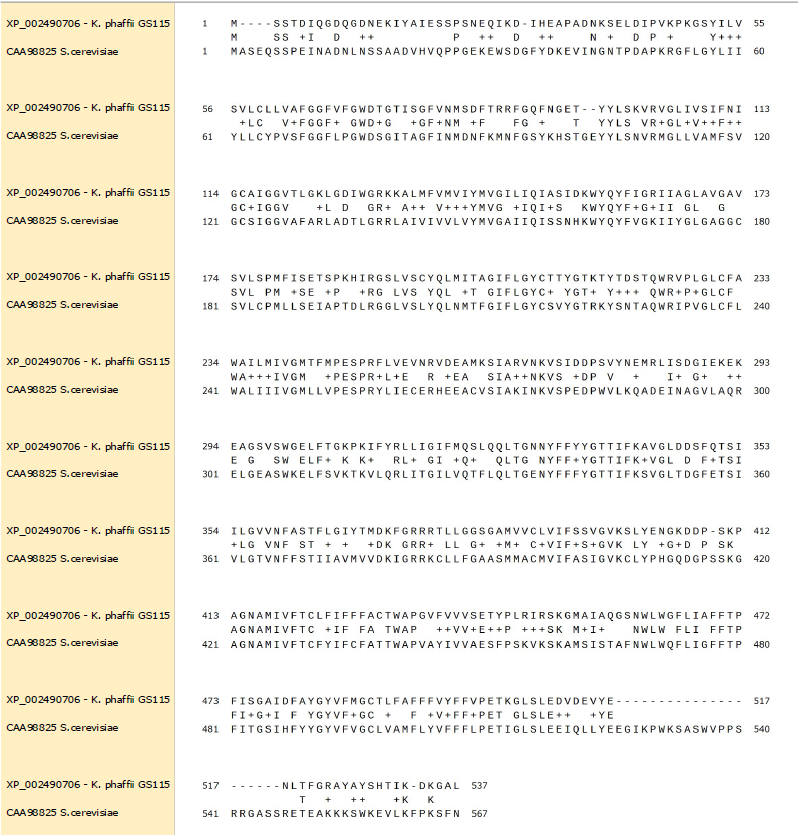 XP_002490706 - K. phaffii GS115 1 M----SSTDIQGDQGDNEKIYAIESSPSNEQIKD-IHEAPADNKSELDIPVKPKGSYILV 55
M SS +I D ++ P ++ D ++ N + D P + Y+++
CAA98825 S.cerevisiae 1 MASEQSSPEINADNLNSSAADVHVQPPGEKEWSDGFYDKEVINGNTPDAPKRGFLGYLII 60
XP_002490706 - K. phaffii GS115 56 SVLCLLVAFGGFVFGWDTGTISGFVNMSDFTRRFGQFNGET--YYLSKVRVGLIVSIFNI 113
+LC V+FGGF+ GWD+G +GF+NM +F FG + T YYLS VR+GL+V++F++
CAA98825 S.cerevisiae 61 YLLCYPVSFGGFLPGWDSGITAGFINMDNFKMNFGSYKHSTGEYYLSNVRMGLLVAMFSV 120
XP_002490706 - K. phaffii GS115 114 GCAIGGVTLGKLGDIWGRKKALMFVMVIYMVGILIQIASIDKWYQYFIGRIIAGLAVGAV 173
GC+IGGV +L D GR+ A++ V+++YMVG +IQI+S KWYQYF+G+II GL G
CAA98825 S.cerevisiae 121 GCSIGGVAFARLADTLGRRLAIVIVVLVYMVGAIIQISSNHKWYQYFVGKIIYGLGAGGC 180
XP_002490706 - K. phaffii GS115 174 SVLSPMFISETSPKHIRGSLVSCYQLMITAGIFLGYCTTYGTKTYTDSTQWRVPLGLCFA 233
SVL PM +SE +P +RG LVS YQL +T GIFLGYC+ YGT+ Y+++ QWR+P+GLCF
CAA98825 S.cerevisiae 181 SVLCPMLLSEIAPTDLRGGLVSLYQLNMTFGIFLGYCSVYGTRKYSNTAQWRIPVGLCFL 240
XP_002490706 - K. phaffii GS115 234 WAILMIVGMTFMPESPRFLVEVNRVDEAMKSIARVNKVSIDDPSVYNEMRLISDGIEKEK 293
WA+++IVGM +PESPR+L+E R +EA SIA++NKVS +DP V + I+ G+ ++
CAA98825 S.cerevisiae 241 WALIIIVGMLLVPESPRYLIECERHEEACVSIAKINKVSPEDPWVLKQADEINAGVLAQR 300
XP_002490706 - K. phaffii GS115 294 EAGSVSWGELFTGKPKIFYRLLIGIFMQSLQQLTGNNYFFYYGTTIFKAVGLDDSFQTSI 353
E G SW ELF+ K K+ RL+ GI +Q+ QLTG NYFF+YGTTIFK+VGL D F+TSI
CAA98825 S.cerevisiae 301 ELGEASWKELFSVKTKVLQRLITGILVQTFLQLTGENYFFFYGTTIFKSVGLTDGFETSI 360
XP_002490706 - K. phaffii GS115 354 ILGVVNFASTFLGIYTMDKFGRRRTLLGGSGAMVVCLVIFSSVGVKSLYENGKDDP-SKP 412
+LG VNF ST + + +DK GRR+ LL G+ +M+ C+VIF+S+GVK LY +G+D P SK
CAA98825 S.cerevisiae 361 VLGTVNFFSTIIAVMVVDKIGRRKCLLFGAASMMACMVIFASIGVKCLYPHGQDGPSSKG 420
XP_002490706 - K. phaffii GS115 413 AGNAMIVFTCLFIFFFACTWAPGVFVVVSETYPLRIRSKGMAIAQGSNWLWGFLIAFFTP 472
AGNAMIVFTC +IF FA TWAP ++VV+E++P +++SK M+I+ NWLW FLI FFTP
CAA98825 S.cerevisiae 421 AGNAMIVFTCFYIFCFATTWAPVAYIVVAESFPSKVKSKAMSISTAFNWLWQFLIGFFTP 480
XP_002490706 - K. phaffii GS115 473 FISGAIDFAYGYVFMGCTLFAFFFVYFFVPETKGLSLEDVDEVYE--------------- 517
FI+G+I F YGYVF+GC + F +V+FF+PET GLSLE++ +YE
CAA98825 S.cerevisiae 481 FITGSIHFYYGYVFVGCLVAMFLYVFFFLPETIGLSLEEIQLLYEEGIKPWKSASWVPPS 540
XP_002490706 - K. phaffii GS115 517 ------NLTFGRAYAYSHTIK-DKGAL 537
T + ++ +K K
CAA98825 S.cerevisiae 541 RRGASSRETEAKKKSWKEVLKFPKSFN 567